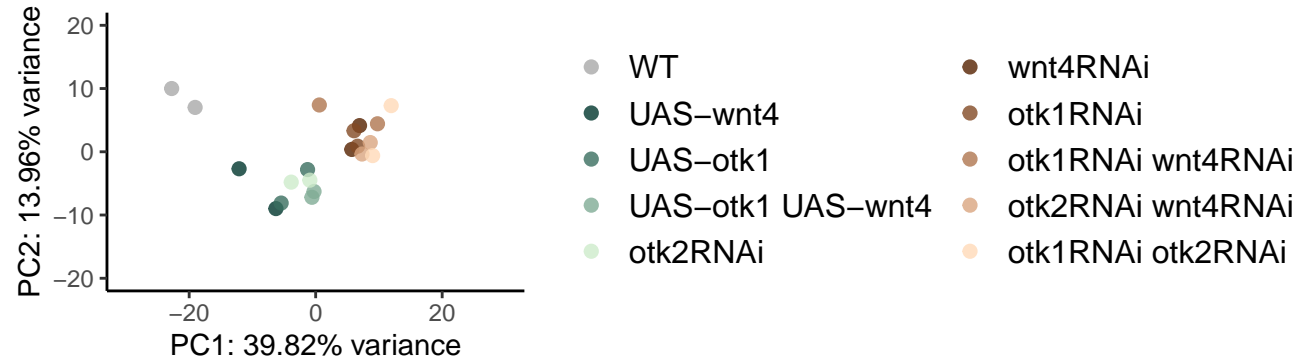 PC2: 13.96% variance
20
10
0
−10
−20
−20 0 20
PC1: 39.82% variance
WT
UAS−wnt4
UAS−otk1
UAS−otk1 UAS−wnt4
otk2RNAi
wnt4RNAi
otk1RNAi
otk1RNAi wnt4RNAi
otk2RNAi wnt4RNAi
otk1RNAi otk2RNAi